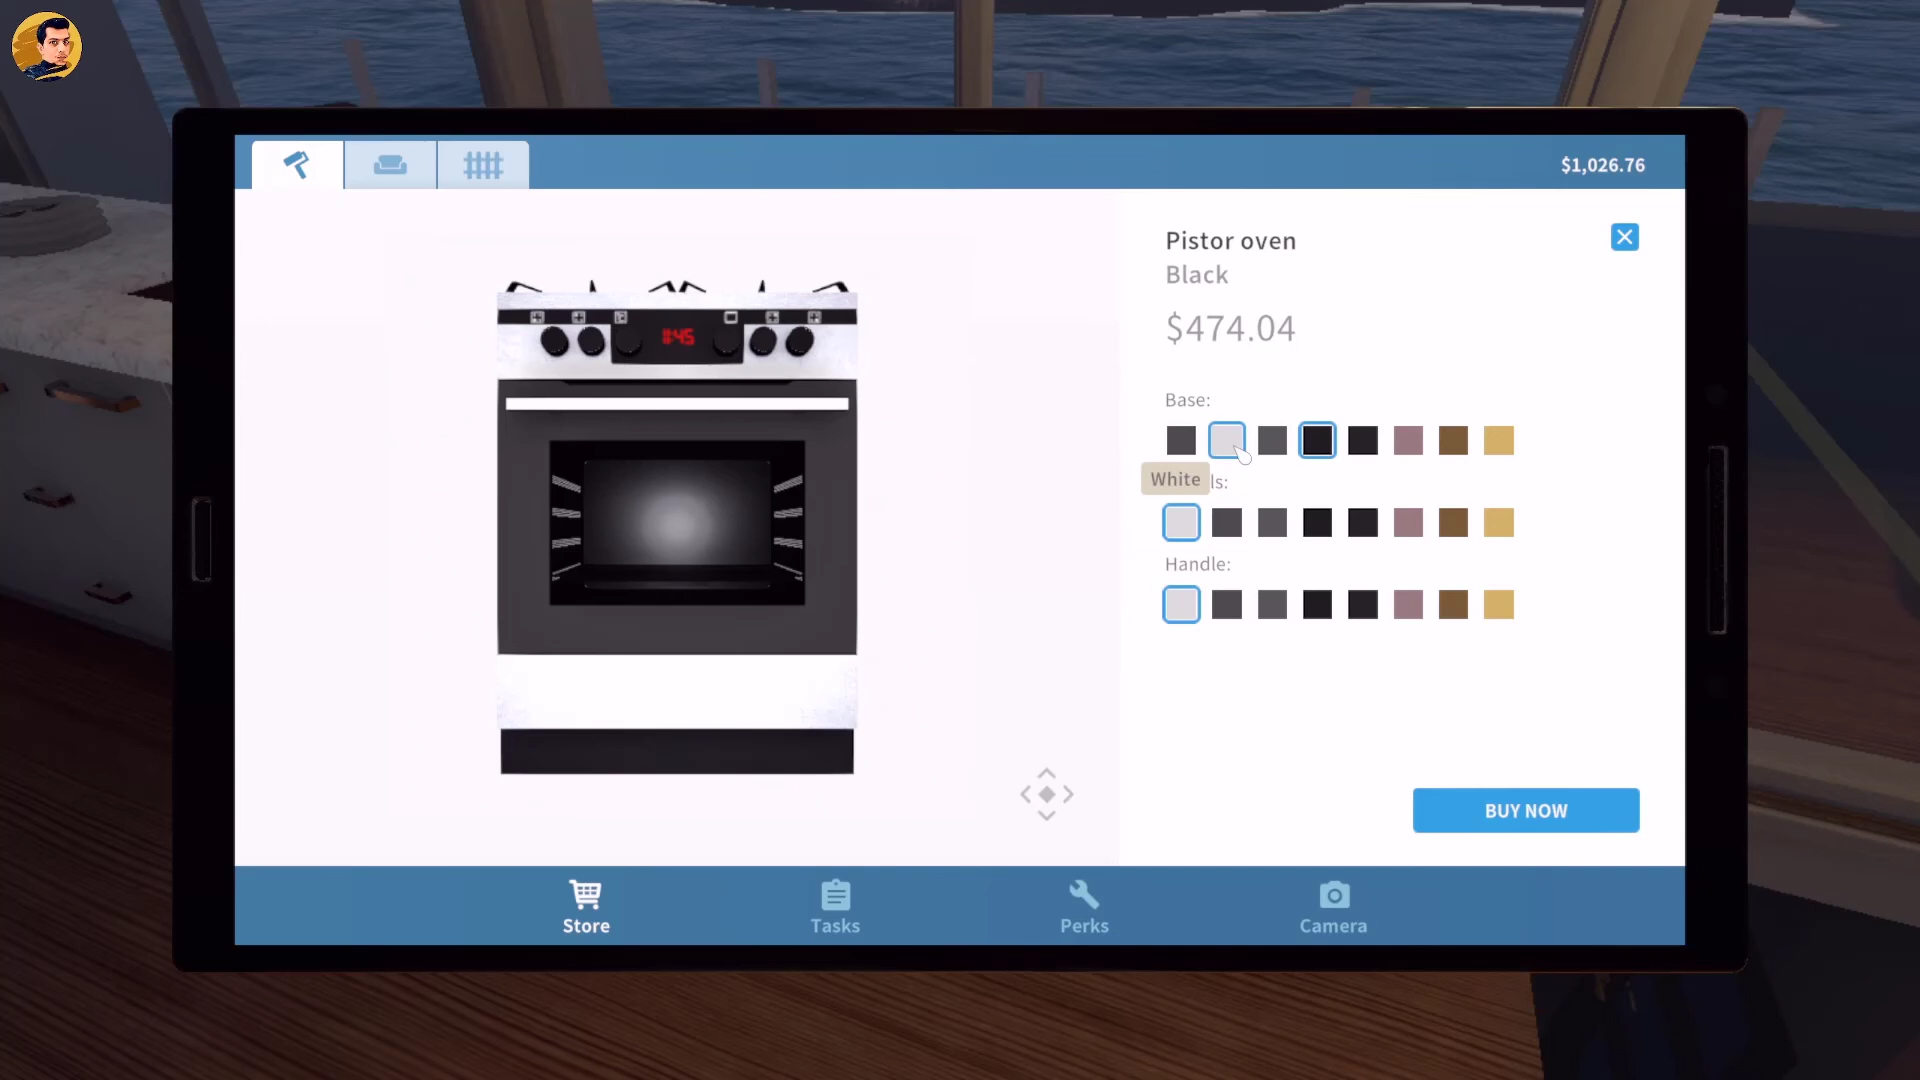 $1,026.76
Pistor oven
Black
$474.04
Base:
White
ls:
Handle:
BUY NOW
Store
Tasks
Perks
Camera